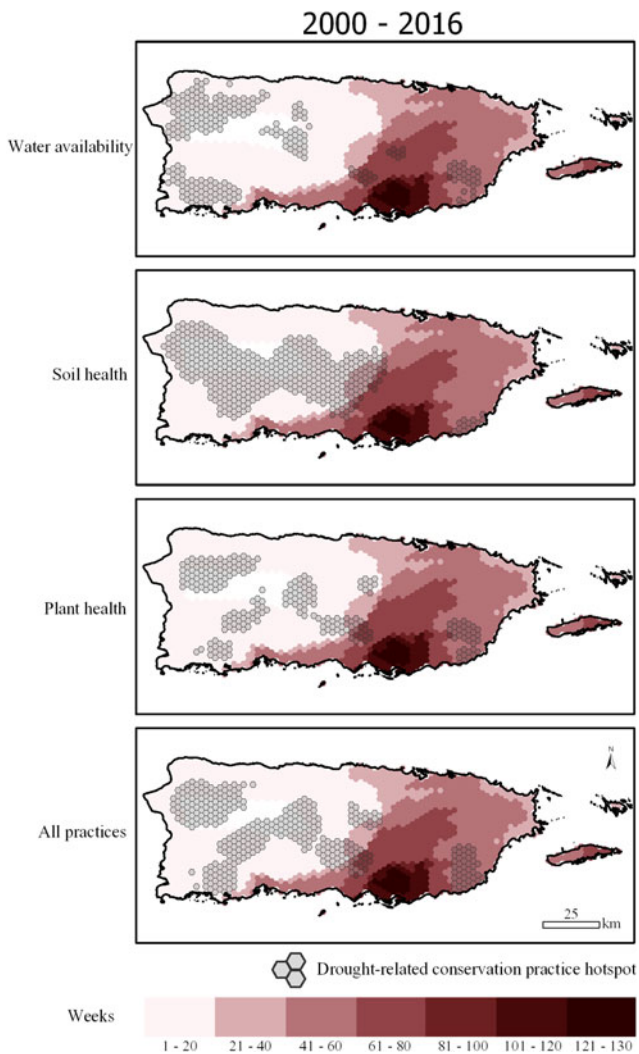 2000 - 2016
Water availability
Soil health
Plant health
All practices
N
25
km
Drought-related conservation practice hotspot
Weeks
1 - 20 21 - 40 41 - 60 61 - 80 81 - 100 101 - 120 121 - 130